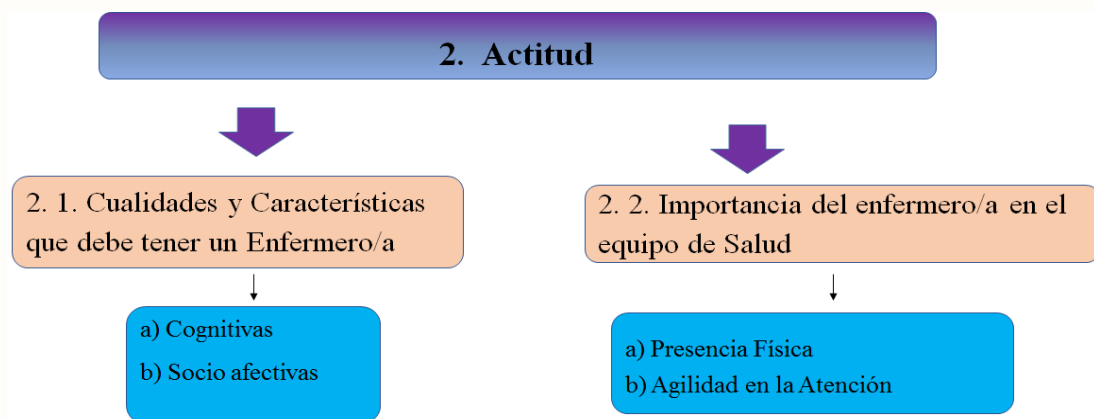 2. Actitud
2. 1. Cualidades y Características
que debe tener un Enfermero/a
a) Cognitivas
b) Socio afectivas
2. 2. Importancia del enfermero/a en el
equipo de Salud
a) Presencia Física
b) Agilidad en la Atención